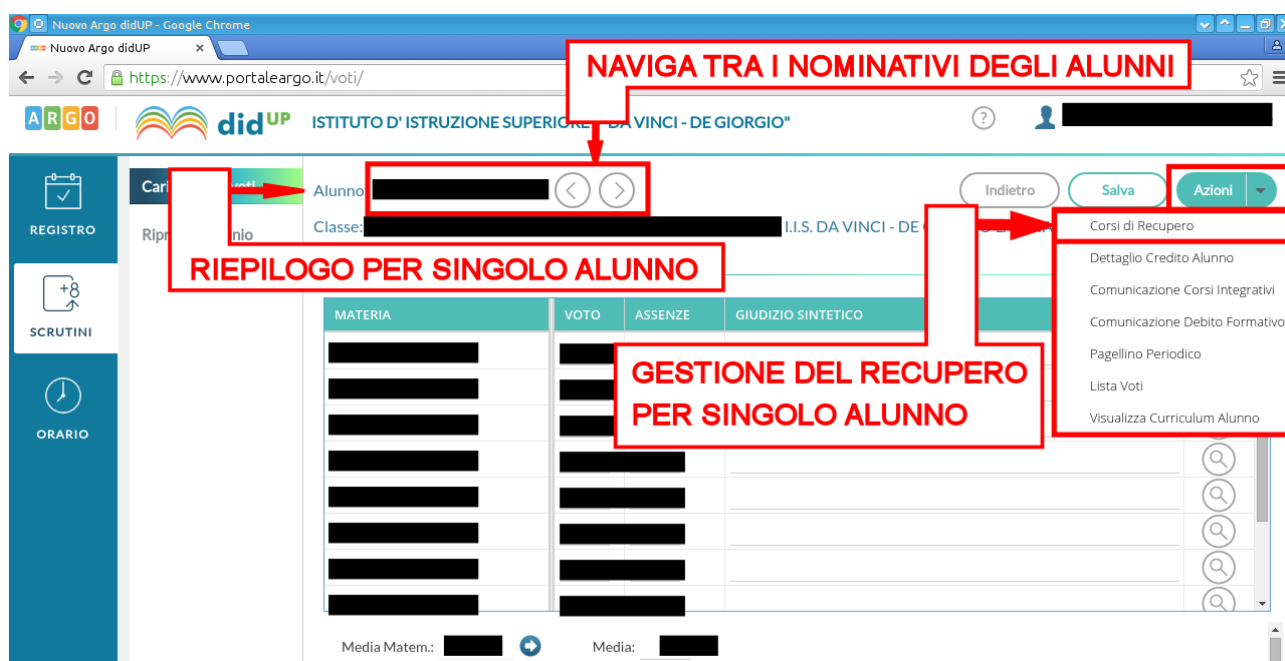 Nuovo Argo didUP - Google Chrome
Nuovo Argo didUP x
https://www.portaleargo.it/voti/
NAVIGA TRA I NOMINATIVI DEGLI ALUNNI
ARGO
didUP
ISTITUTO D' ISTRUZIONE SUPERIORE " DA VINCI - DE GIORGIO"
?
REGISTRO
SCRUTINI
+8
ORARIO
Alunno:
Indietro
Salva
Azioni
Classe:
I.I.S. DA VINCI - DE
RIEPILOGO PER SINGOLO ALUNNO
Corsi di Recupero
Dettaglio Credito Alunno
Comunicazione Corsi Integrativi
Comunicazione Debito Formativo
Pagellino Periodico
Lista Voti
Visualizza Curriculum Alunno
MATERIA
VOTO
ASSENZE
GIUDIZIO SINTETICO
GESTIONE DEL RECUPERO
PER SINGOLO ALUNNO
Media Matem.:
Media: